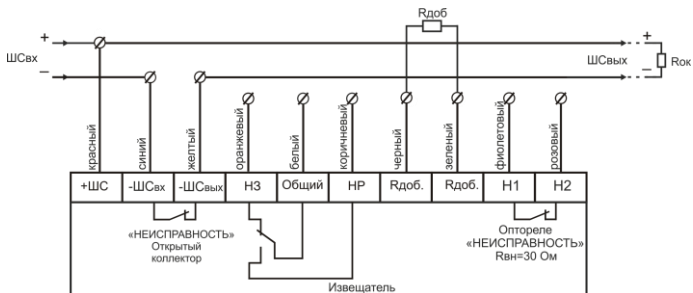 Rдоб
+
ШСвх
–
+
ШСвых
–
Rок
красный
синий
желтый
оранжевый
белый
коричневый
черный
зеленый
фиолетовый
розовый
+ШС
-ШСвх
-ШСвых
НЗ
Общий
НР
Rдоб.
Rдоб.
Н1
Н2
«НЕИСПРАВНОСТЬ»
Открытый
коллектор
Оптореле
«НЕИСПРАВНОСТЬ»
Rвн=30 Ом
Извещатель